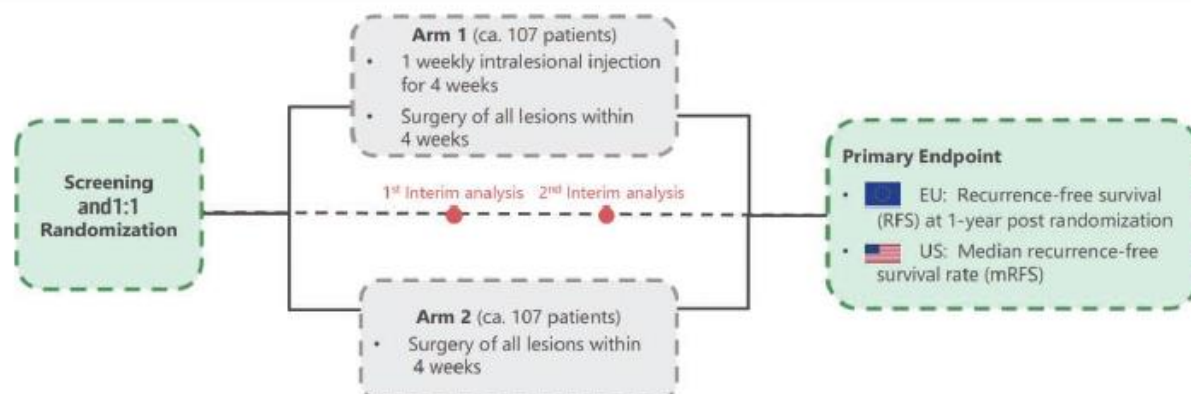 Screening
and1:1
Randomization
Arm 1 (ca. 107 patients)
• 1 weekly intralesional injection
for 4 weeks
• Surgery of all lesions within
4 weeks
1st Interim analysis 2nd Interim analysis
Arm 2 (ca. 107 patients)
• Surgery of all lesions within
4 weeks
Primary Endpoint
• EU: Recurrence-free survival
(RFS) at 1-year post randomization
• US: Median recurrence-free
survival rate (mRFS)